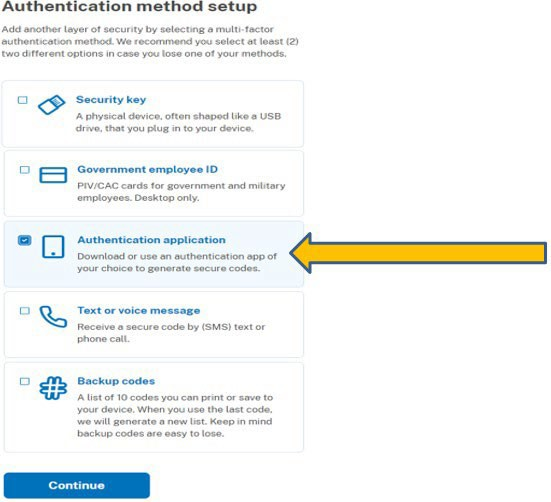 Authentication method setup
Add another layer of security by selecting a multi-factor
authentication method. We recommend you select at least (2)
two different options in case you lose one of your methods.
Security key
A physical device, often shaped like a USB
drive, that you plug in to your device.
Government employee ID
PIV/CAC cards for government and military
employees. Desktop only.
Authentication application
Download or use an authentication app of
your choice to generate secure codes.
Text or voice message
Receive a secure code by (SMS) text or
phone call.
Backup codes
A list of 10 codes you can print or save to
your device. When you use the last code,
we will generate a new list. Keep in mind
backup codes are easy to lose.
Continue